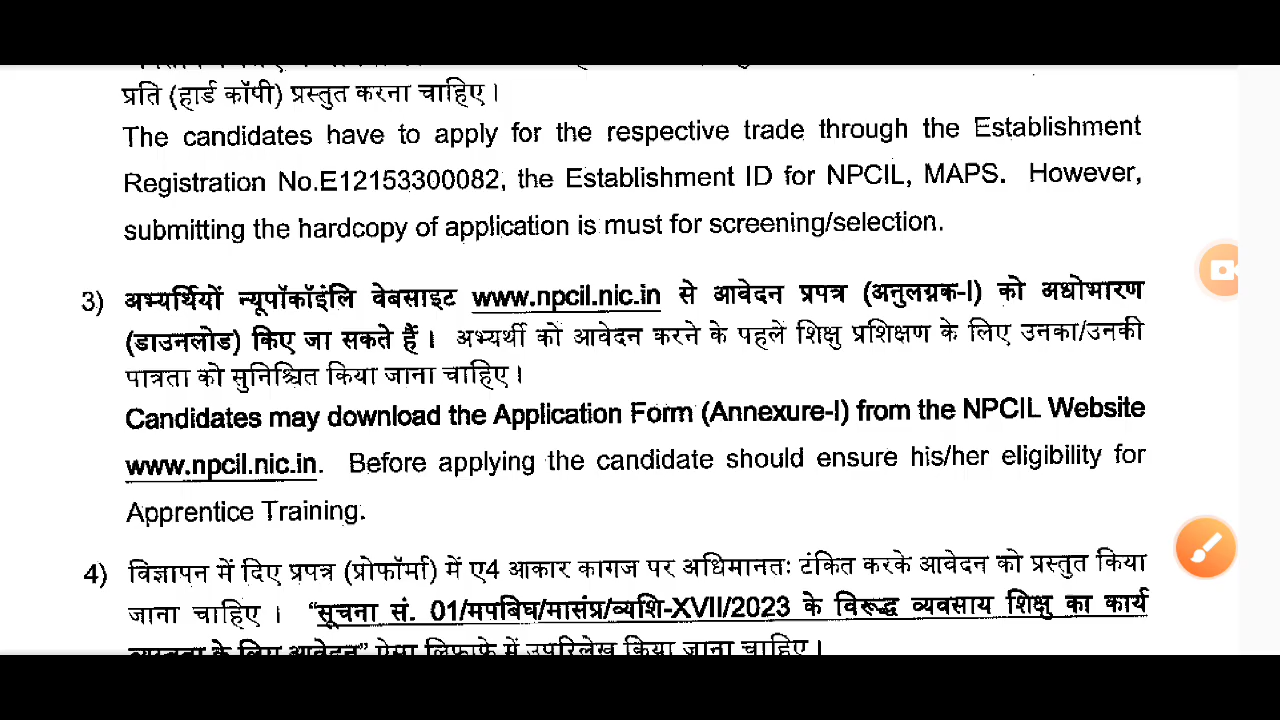 प्रति (हार्ड कॉपी) प्रस्तुत करना चाहिए।
The candidates have to apply for the respective trade through the Establishment
Registration No.E12153300082, the Establishment ID for NPCIL, MAPS. However,
submitting the hardcopy of application is must for screening/selection.
3) अभ्यर्थियों न्यूपॉकॉइंलि वेबसाइट www.npcil.nic.in से आवेदन प्रपत्र (अनुलग्नक-I) को अधोभारण
(डाउनलोड) किए जा सकते हैं। अभ्यर्थी को आवेदन करने के पहले शिक्षु प्रशिक्षण के लिए उनका/उनकी
पात्रता को सुनिश्चित किया जाना चाहिए।
Candidates may download the Application Form (Annexure-I) from the NPCIL Website
www.npcil.nic.in. Before applying the candidate should ensure his/her eligibility for
Apprentice Training.
4) विज्ञापन में दिए प्रपत्र (प्रोफॉर्मा) में ए4 आकार कागज पर अधिमानतः टंकित करके आवेदन को प्रस्तुत किया
जाना चाहिए। "सूचना सं. 01/मपबिघ/मासंप्र/व्यशि-XVII/2023 के विरूद्ध व्यवसाय शिक्षु का कार्य
के लिए आवेदन" ऐसा लिफाफे में उपरिलेख किया जाना चाहिए।